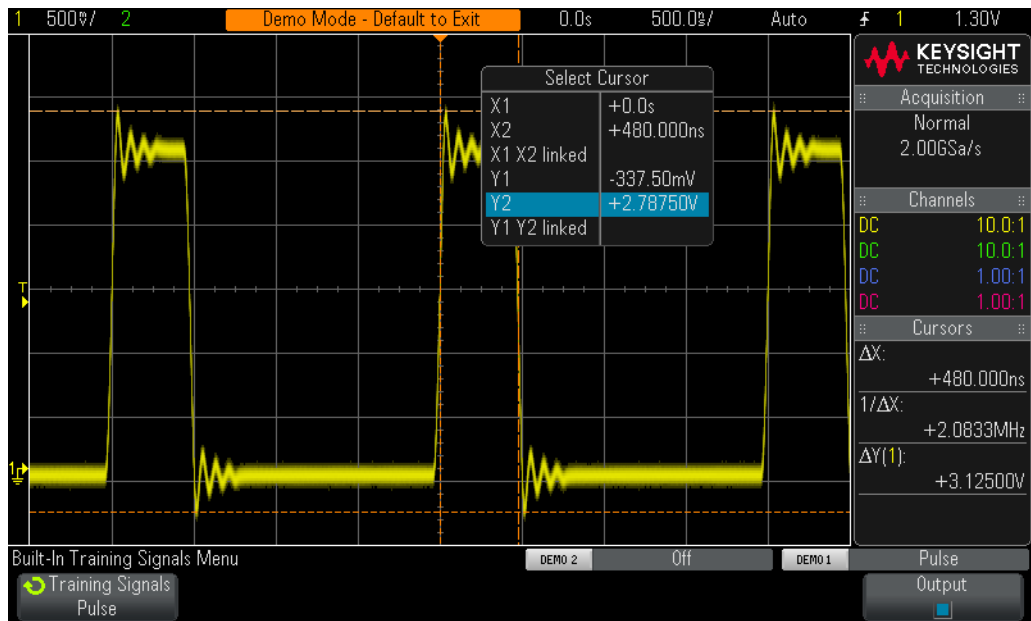 1 500mV/ 2 Demo Mode - Default to Exit 0.0s 500.0ns/ Auto 1 1.30V
KEYSIGHT
TECHNOLOGIES
Acquisition
Normal
2.00GSa/s
Channels
DC 10.0:1
DC 10.0:1
DC 1.00:1
DC 1.00:1
Cursors
ΔX:
+480.000ns
1/ΔX:
+2.0833MHz
ΔY(1):
+3.12500V
Select Cursor
X1 +0.0s
X2 +480.000ns
X1 X2 linked
Y1 -337.50mV
Y2 +2.78750V
Y1 Y2 linked
T
1
Built-In Training Signals Menu DEMO 2 Off DEMO 1 Pulse
Training Signals
Pulse
Output